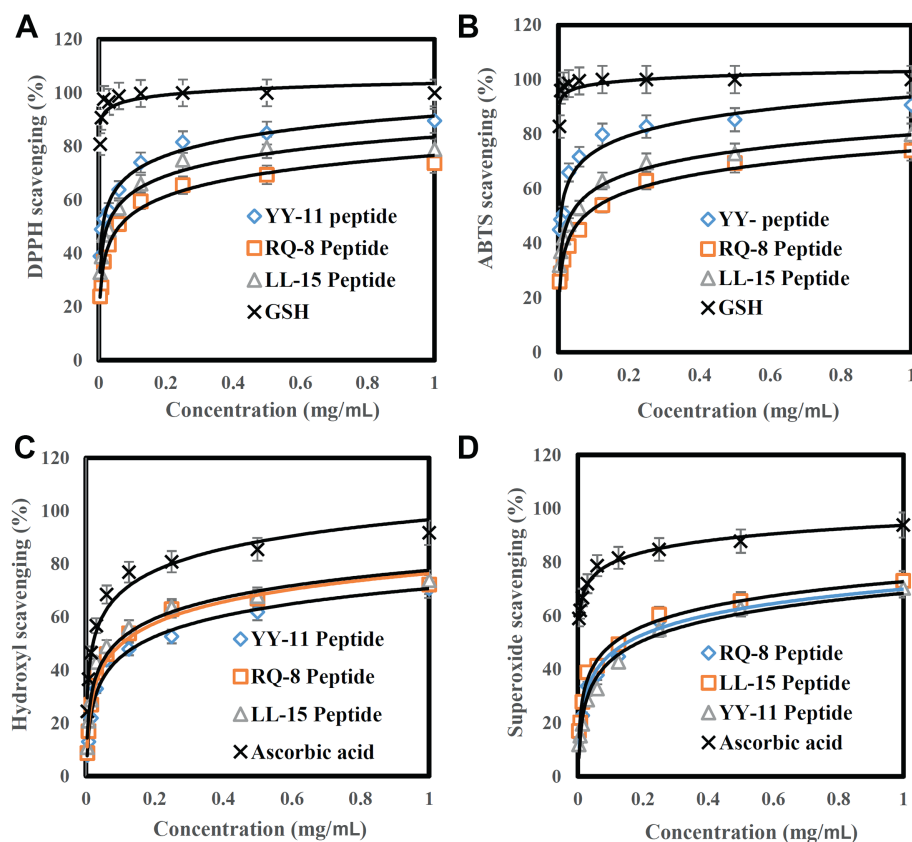 A
120
100
80
60
40
20
0
DPPH scavenging (%)
YY-11 peptide
RQ-8 Peptide
LL-15 Peptide
GSH
0 0.2 0.4 0.6 0.8 1
Concentration (mg/mL)
B
120
100
80
60
40
20
0
ABTS scavenging (%)
YY- peptide
RQ-8 Peptide
LL-15 Peptide
GSH
0 0.2 0.4 0.6 0.8 1
Cocentration (mg/mL)
C
120
100
80
60
40
20
0
Hydroxyl scavenging (%)
YY-11 Peptide
RQ-8 Peptide
LL-15 Peptide
Ascorbic acid
0 0.2 0.4 0.6 0.8 1
Concentration (mg/mL)
D
120
100
80
60
40
20
0
Superoxide scavenging (%)
RQ-8 Peptide
LL-15 Peptide
YY-11 Peptide
Ascorbic acid
0 0.2 0.4 0.6 0.8 1
Concentration (mg/mL)